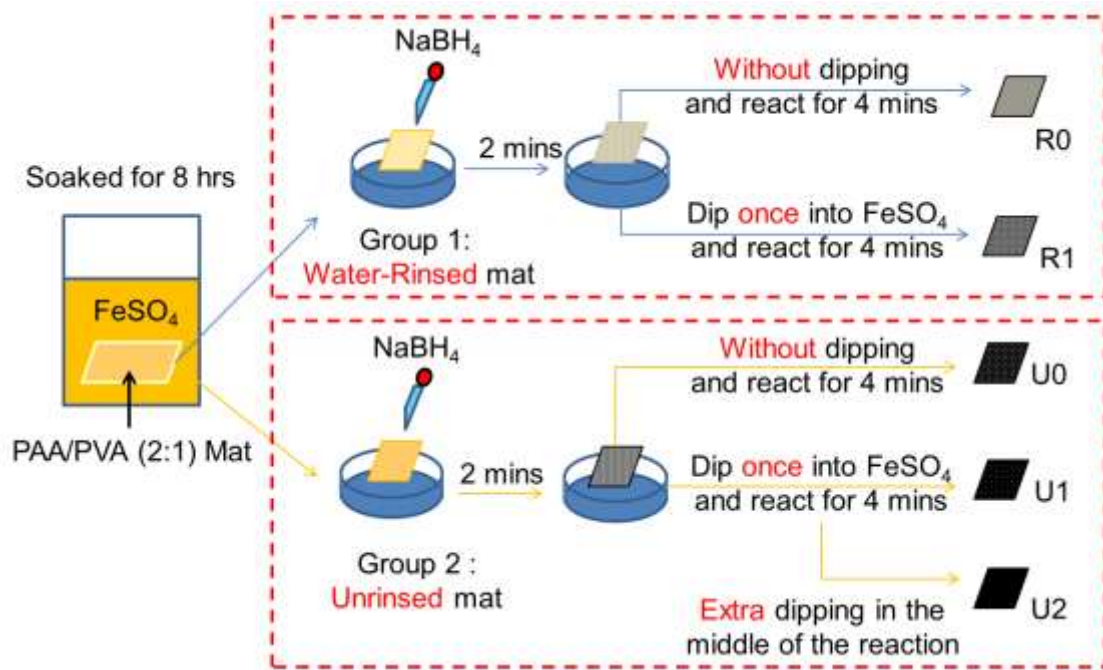 Soaked for 8 hrs
FeSO₄
PAA/PVA (2:1) Mat
NaBH₄
2 mins
Group 1:
Water-Rinsed mat
Without dipping
and react for 4 mins
R0
Dip once into FeSO₄
and react for 4 mins
R1
NaBH₄
2 mins
Group 2 :
Unrinsed mat
Without dipping
and react for 4 mins
U0
Dip once into FeSO₄
and react for 4 mins
U1
Extra dipping in the
middle of the reaction
U2